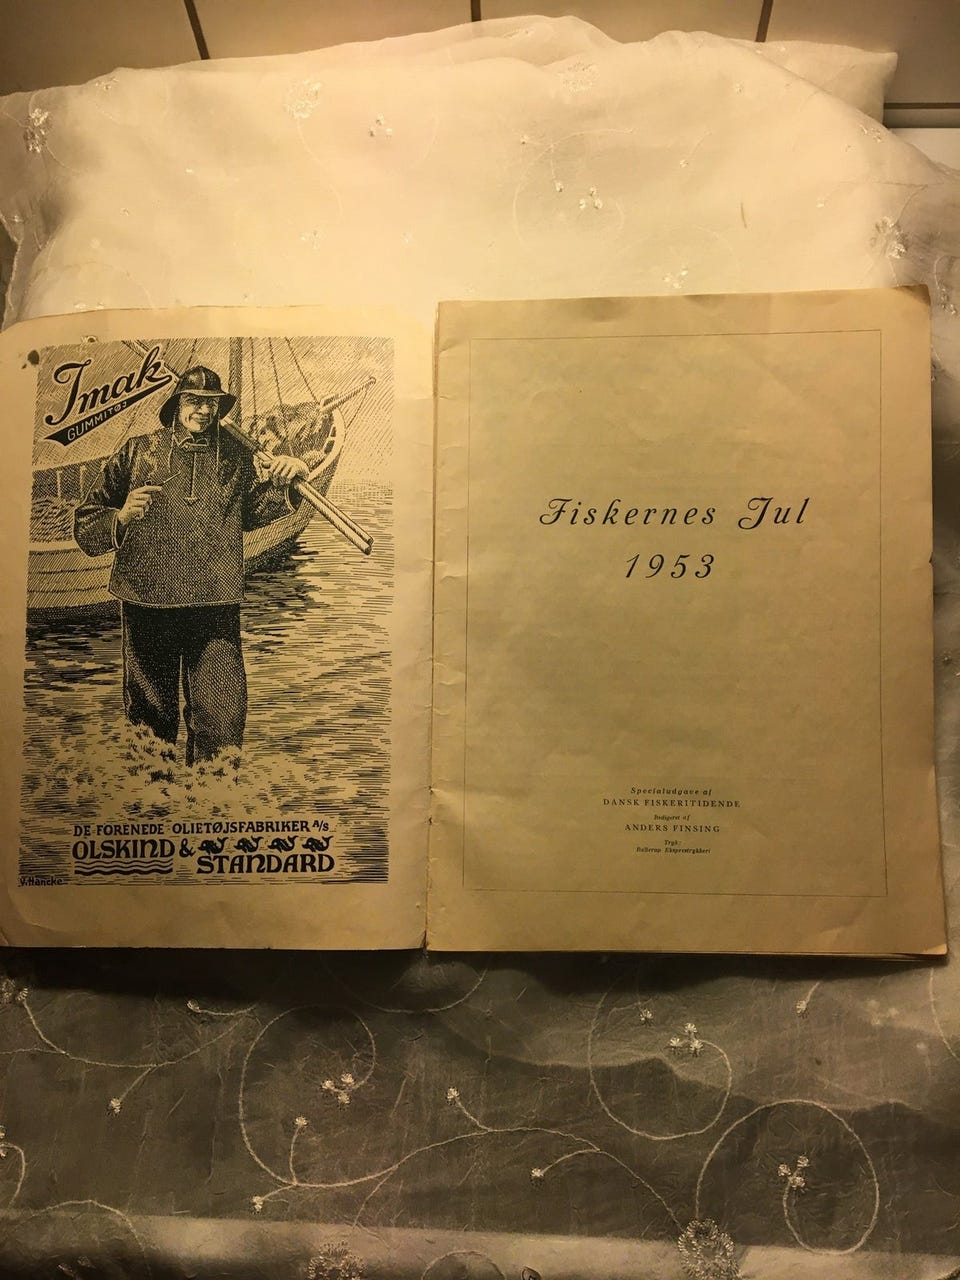 Imak
GUMMITØJ
DE FORENEDE OLIETØJSFABRIKER A/S
OLSKIND &
STANDARD
V. Hancke
Fiskernes Jul
1953
Specialudgave af
DANSK FISKERITIDENDE
Redigeret af
ANDERS FINSING
Tryk:
Ballerup Ekspresstrykkeri